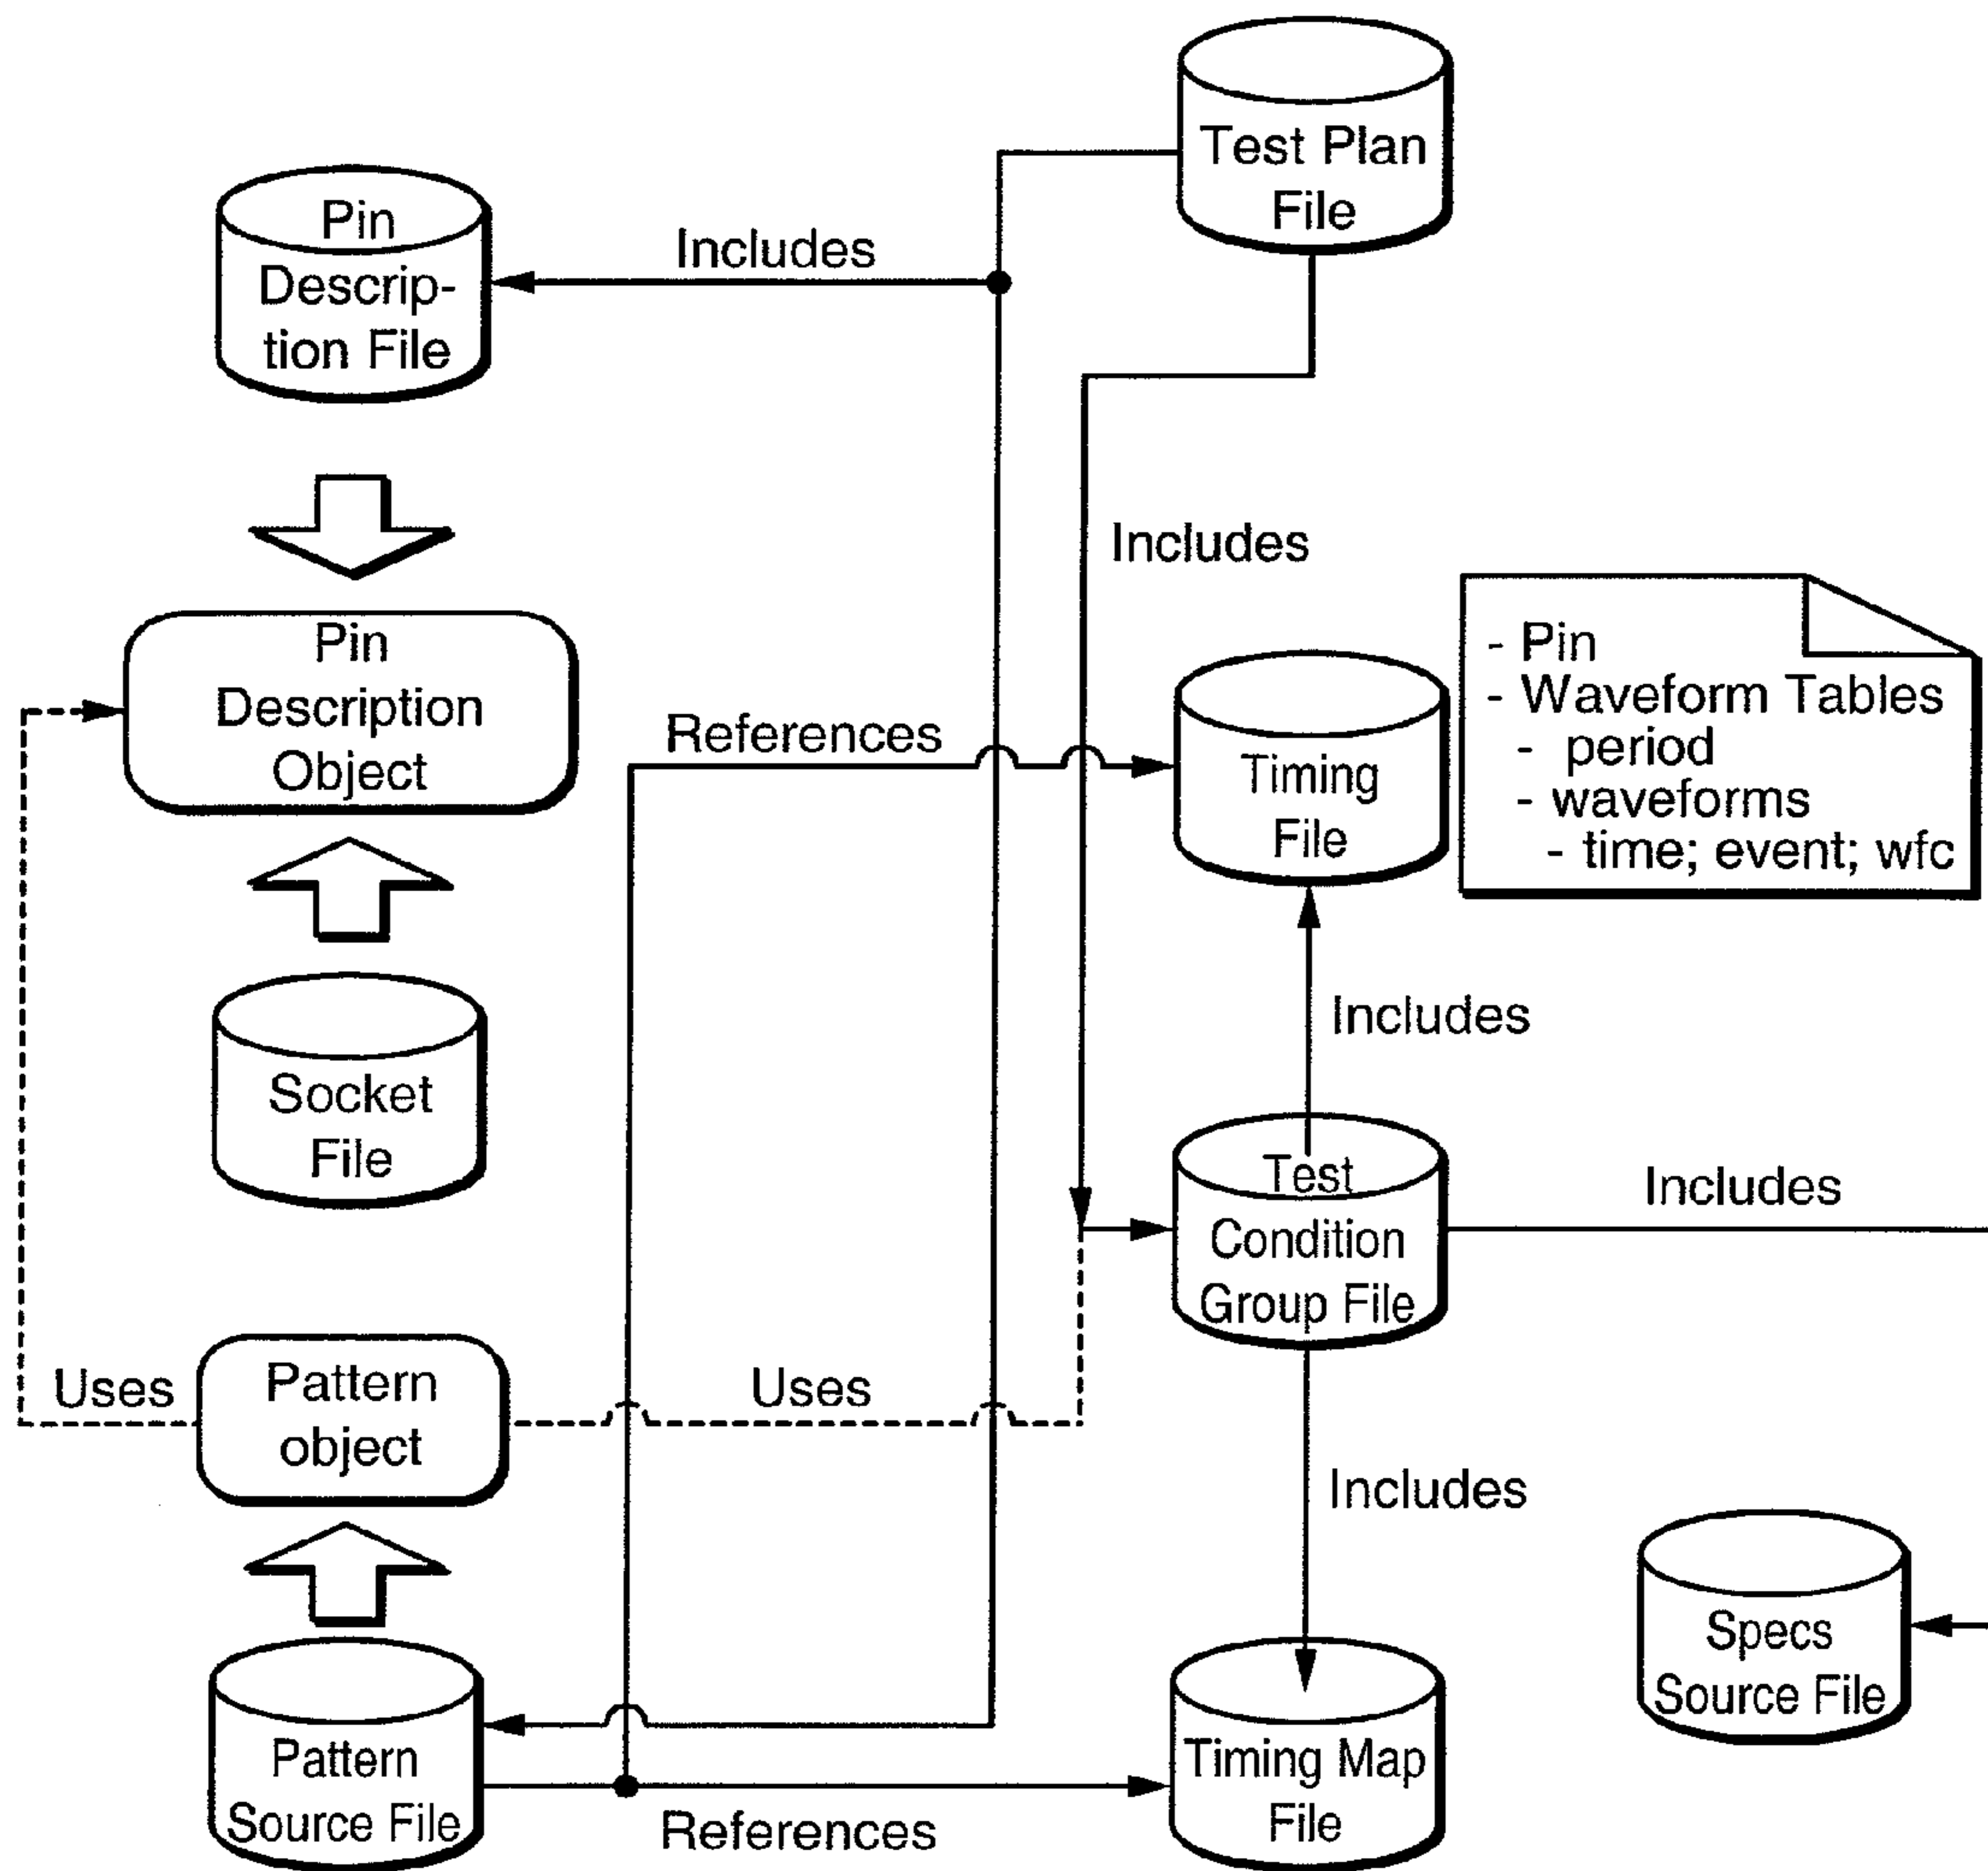 Test Plan
File
Pin
Descrip-
tion File
Includes
Includes
Pin
Description
Object
- Pin
- Waveform Tables
- period
- waveforms
- time; event; wfc
References
Timing
File
Includes
Socket
File
Test
Condition
Group File
Includes
Uses
Pattern
object
Uses
Includes
Specs
Source File
Pattern
Source File
References
Timing Map
File